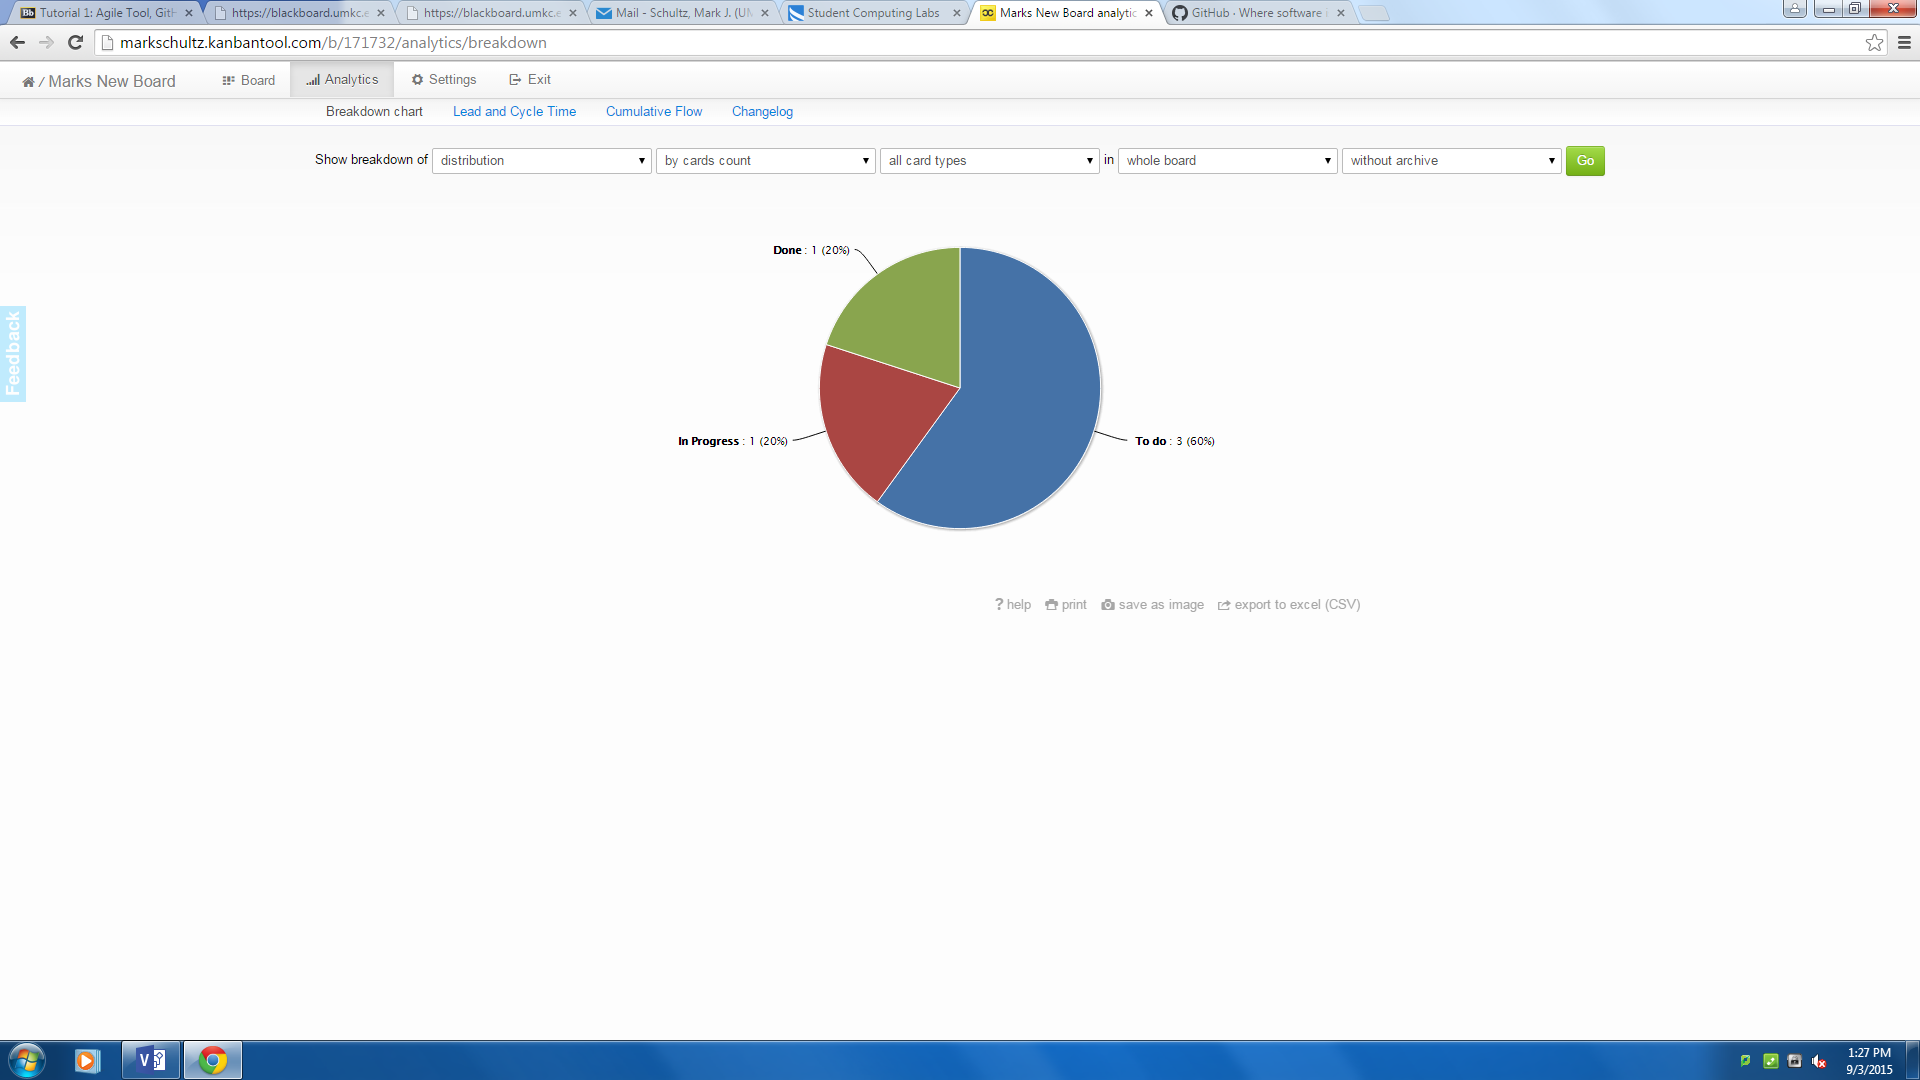 Tutorial 1: Agile Tool, GitH
https://blackboard.umkc.e
https://blackboard.umkc.e
Mail - Schultz, Mark J. (UM
Student Computing Labs
Marks New Board analytic
GitHub · Where software i
markschultz.kanbantool.com/b/171732/analytics/breakdown
/ Marks New Board
Board
Analytics
Settings
Exit
Breakdown chart
Lead and Cycle Time
Cumulative Flow
Changelog
Show breakdown of distribution by cards count all card types in whole board without archive Go
Done : 1 (20%)
Feedback
In Progress : 1 (20%)
To do : 3 (60%)
? help
print
save as image
export to excel (CSV)
1:27 PM
9/3/2015